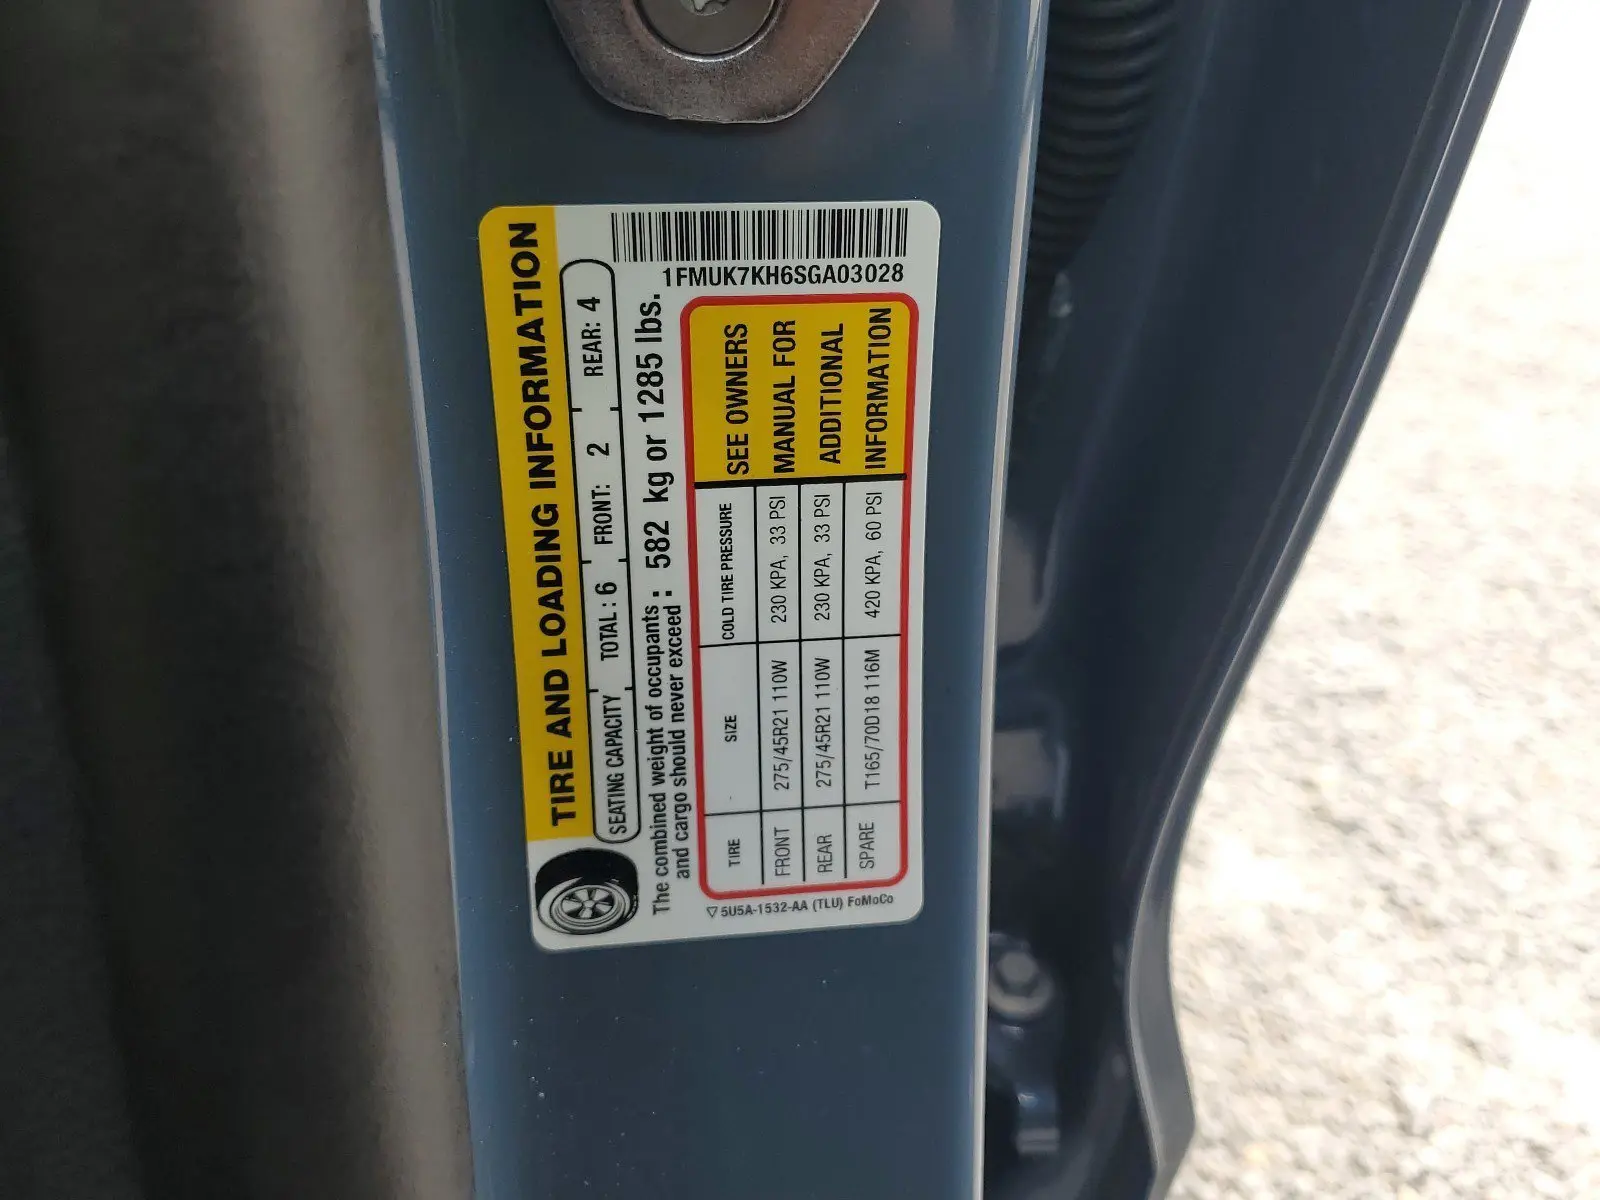 1FMUK7KH6SGA03028
TIRE AND LOADING INFORMATION
SEATING CAPACITY TOTAL : 6 FRONT: 2 REAR: 4
The combined weight of occupants
and cargo should never exceed : 582 kg or 1285 lbs.
TIRE SIZE COLD TIRE PRESSURE
FRONT 275/45R21 110W 230 KPA, 33 PSI
REAR 275/45R21 110W 230 KPA, 33 PSI
SPARE T165/70D18 116M 420 KPA, 60 PSI
SEE OWNERS
MANUAL FOR
ADDITIONAL
INFORMATION
5U5A-1532-AA (TLU) FoMoCo